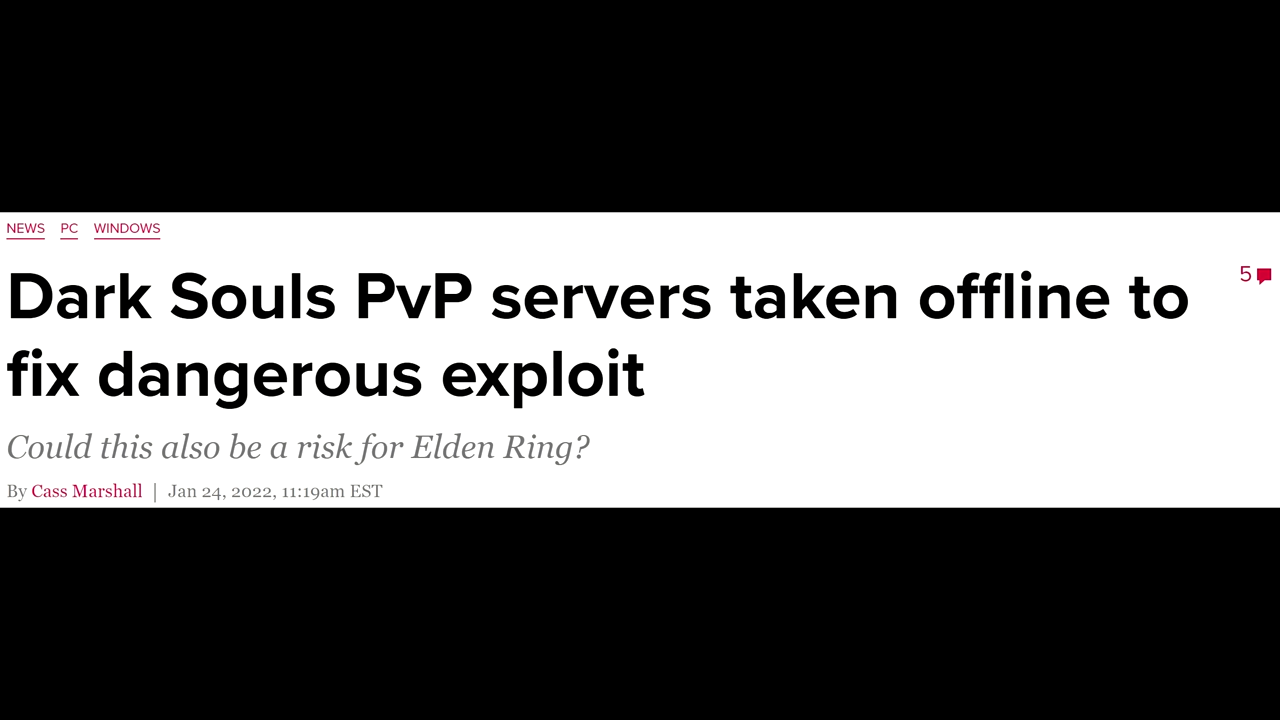 NEWS PC WINDOWS
Dark Souls PvP servers taken offline to
5
fix dangerous exploit
Could this also be a risk for Elden Ring?
By Cass Marshall | Jan 24, 2022, 11:19am EST